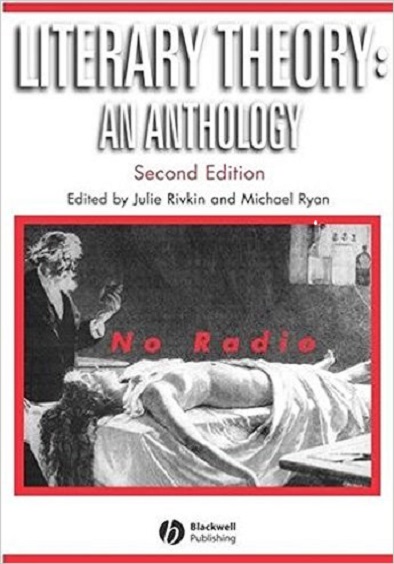 LITERARY THEORY:
AN ANTHOLOGY
Second Edition
Edited by Julie Rivkin and Michael Ryan
No Radio
Blackwell
Publishing